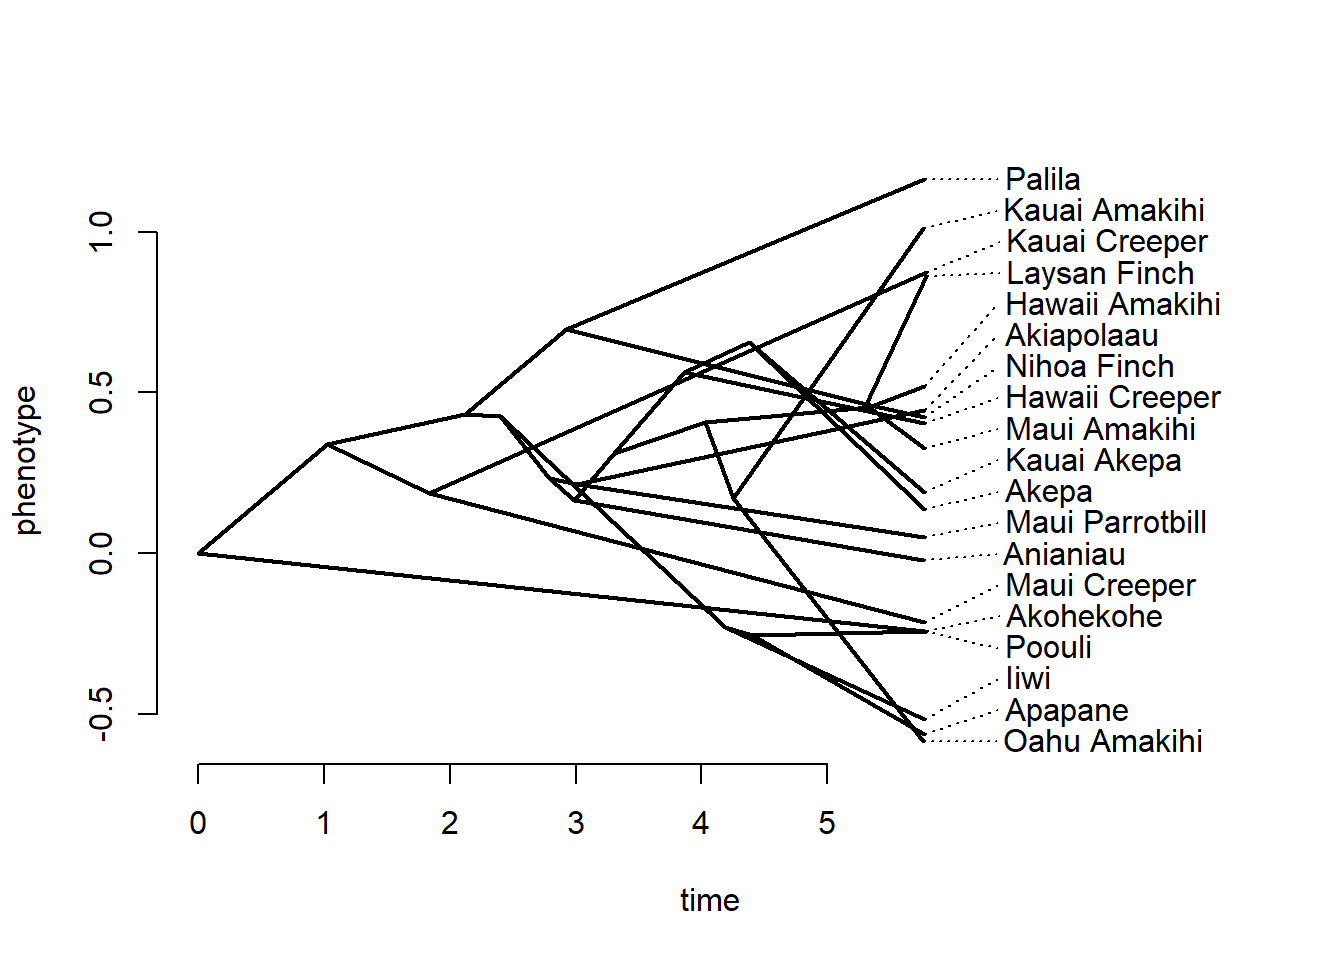 Palila
Kauai Amakihi
Kauai Creeper
Laysan Finch
Hawaii Amakihi
Akiapolaau
Nihoa Finch
Hawaii Creeper
Maui Amakihi
Kauai Akepa
Akepa
Maui Parrotbill
Anianiau
Maui Creeper
Akohekohe
Poouli
Iiwi
Apapane
Oahu Amakihi
phenotype
1.0
0.5
0.0
-0.5
0 1 2 3 4 5
time